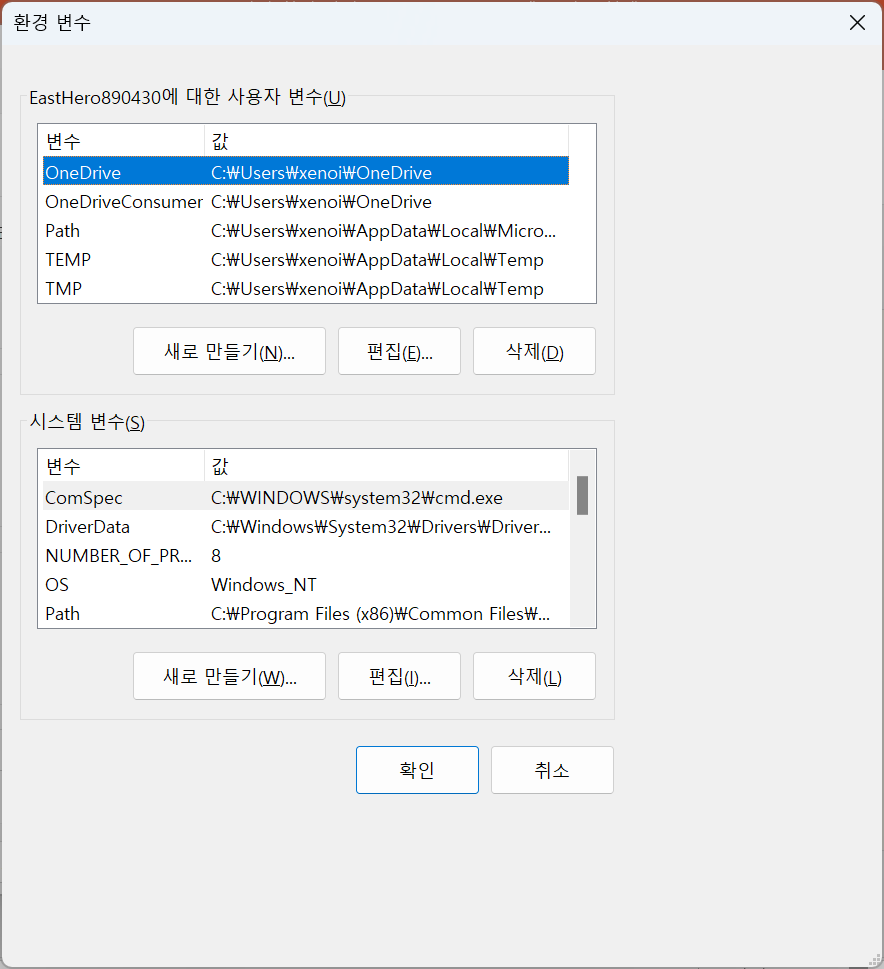 환경 변수
EastHero890430에 대한 사용자 변수(U)
변수 값
OneDrive C:₩Users₩xenoi₩OneDrive
OneDriveConsumer C:₩Users₩xenoi₩OneDrive
Path C:₩Users₩xenoi₩AppData₩Local₩Micro...
TEMP C:₩Users₩xenoi₩AppData₩Local₩Temp
TMP C:₩Users₩xenoi₩AppData₩Local₩Temp
새로 만들기(N)... 편집(E)... 삭제(D)
시스템 변수(S)
변수 값
ComSpec C:₩WINDOWS₩system32₩cmd.exe
DriverData C:₩Windows₩System32₩Drivers₩Driver...
NUMBER_OF_PR... 8
OS Windows_NT
Path C:₩Program Files (x86)₩Common Files₩...
새로 만들기(W)... 편집(I)... 삭제(L)
확인 취소